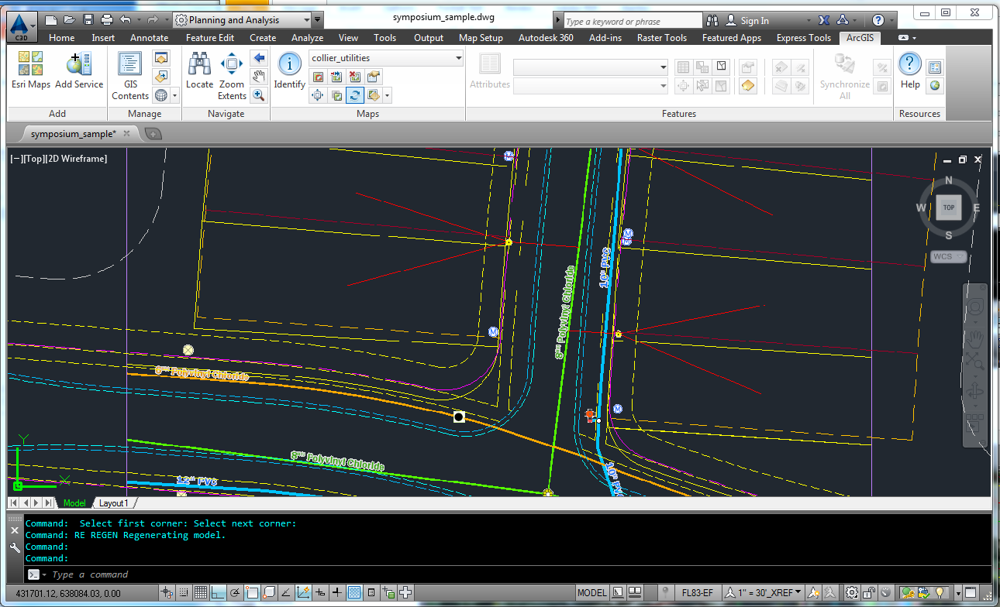 Planning and Analysis
symposium_sample.dwg
Type a keyword or phrase
Sign In
C3D
Home Insert Annotate Feature Edit Create Analyze View Tools Output Map Setup Autodesk 360 Add-ins Raster Tools Featured Apps Express Tools ArcGIS
collier_utilities
Esri Maps Add Service GIS Contents Locate Zoom Extents Identify Attributes Synchronize All Help
Add Manage Navigate Maps Features Resources
symposium_sample*
[−][Top][2D Wireframe]
N
W TOP E
S
WCS
M
M
M
10" PVC
8"" Polyvinyl Chloride
M
6"" Polyvinyl Chloride
M
Y
X
8"" Polyvinyl Chloride
10" PVC
12" PVC
Model Layout1
Command: Select first corner: Select next corner:
Command: RE REGEN Regenerating model.
Command:
Command:
Type a command
431701.12, 638084.03, 0.00
MODEL
FL83-EF
1" = 30'_XREF